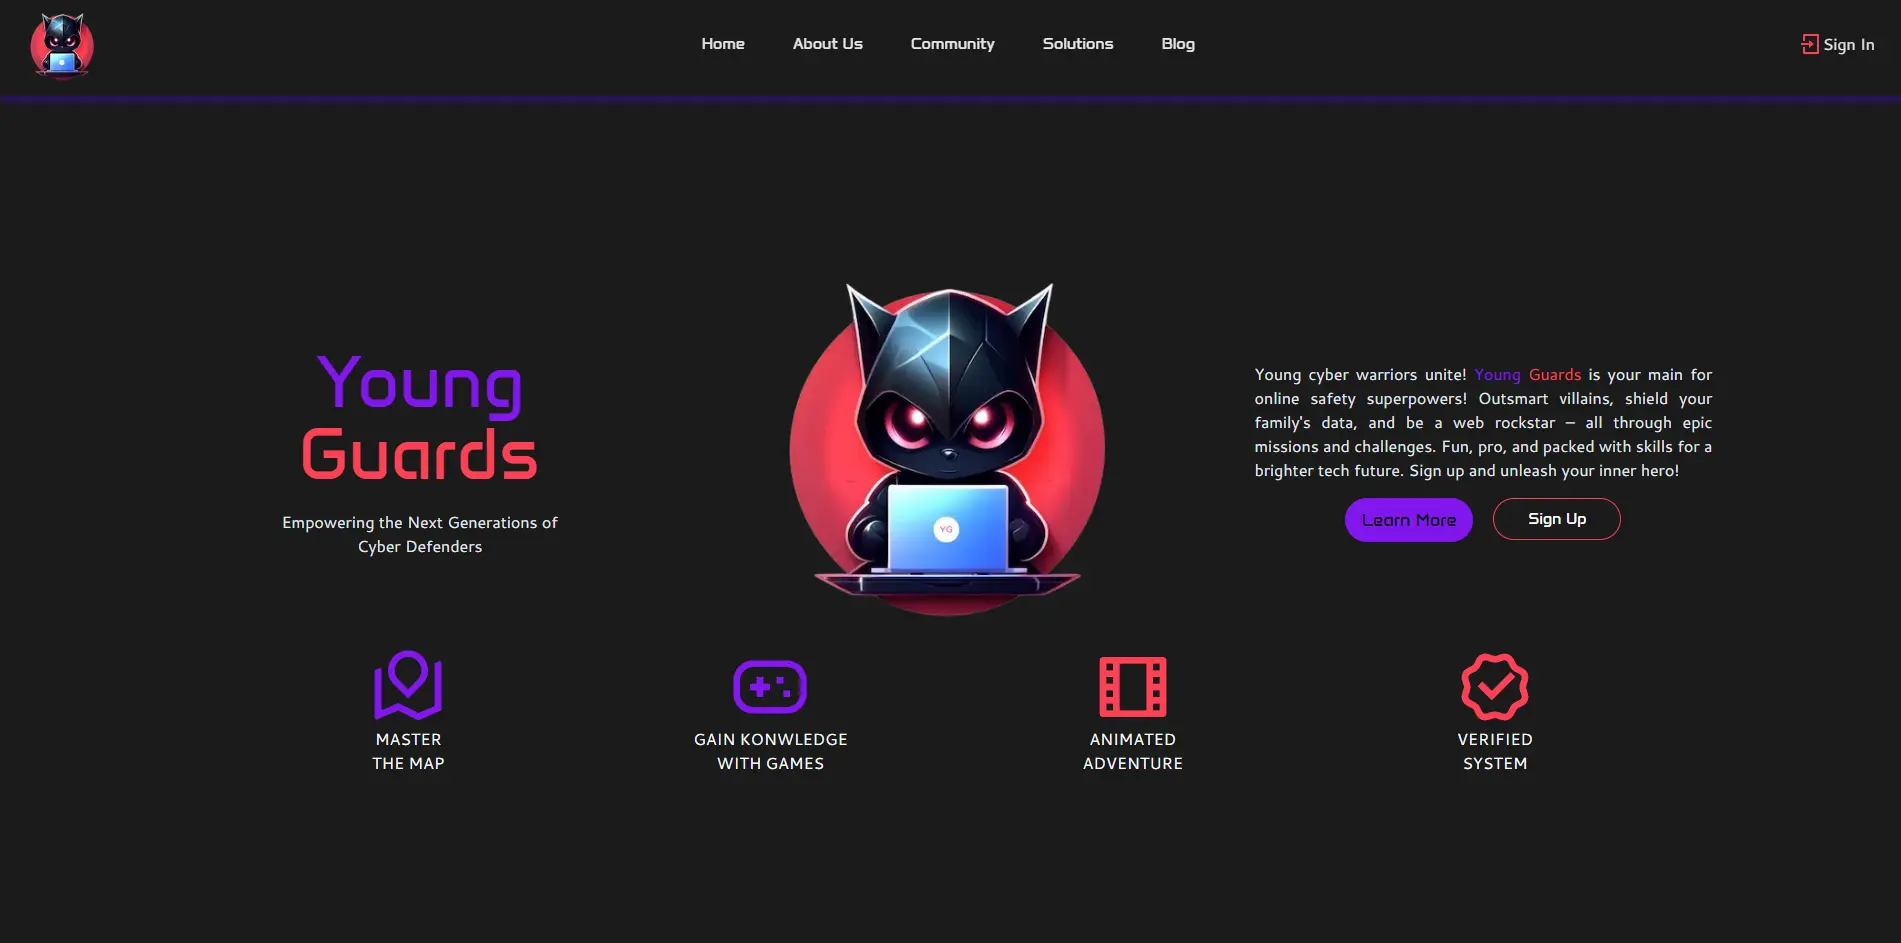 Home
About Us
Community
Solutions
Blog
Sign In
Young
Guards
Empowering the Next Generations of
Cyber Defenders
YG
Young cyber warriors unite! Young Guards is your main for
online safety superpowers! Outsmart villains, shield your
family's data, and be a web rockstar – all through epic
missions and challenges. Fun, pro, and packed with skills for a
brighter tech future. Sign up and unleash your inner hero!
Learn More
Sign Up
MASTER
THE MAP
GAIN KONWLEDGE
WITH GAMES
ANIMATED
ADVENTURE
VERIFIED
SYSTEM